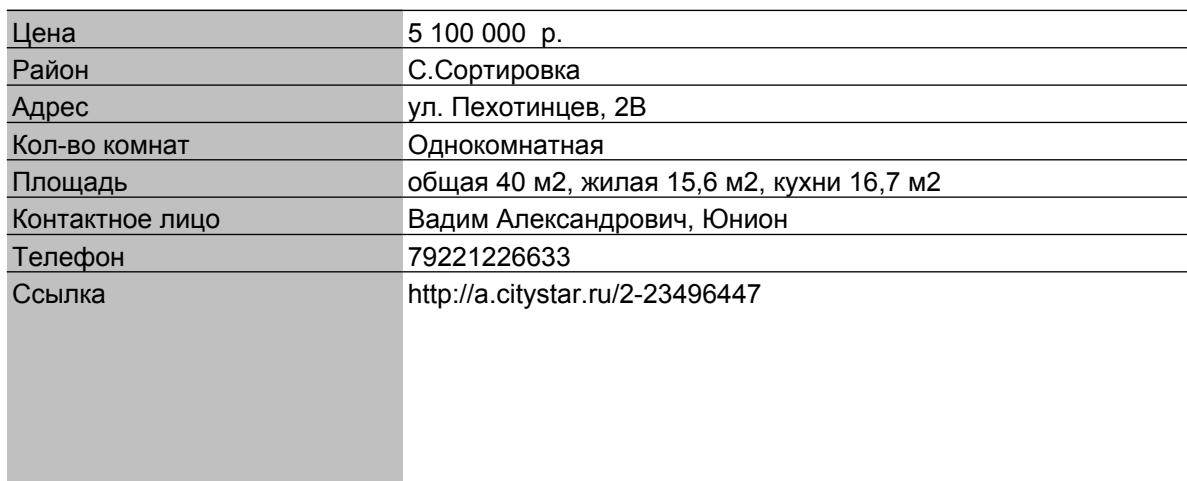 Цена 5 100 000 р.
Район С.Сортировка
Адрес ул. Пехотинцев, 2В
Кол-во комнат Однокомнатная
Площадь общая 40 м2, жилая 15,6 м2, кухни 16,7 м2
Контактное лицо Вадим Александрович, Юнион
Телефон 79221226633
Ссылка http://a.citystar.ru/2-23496447